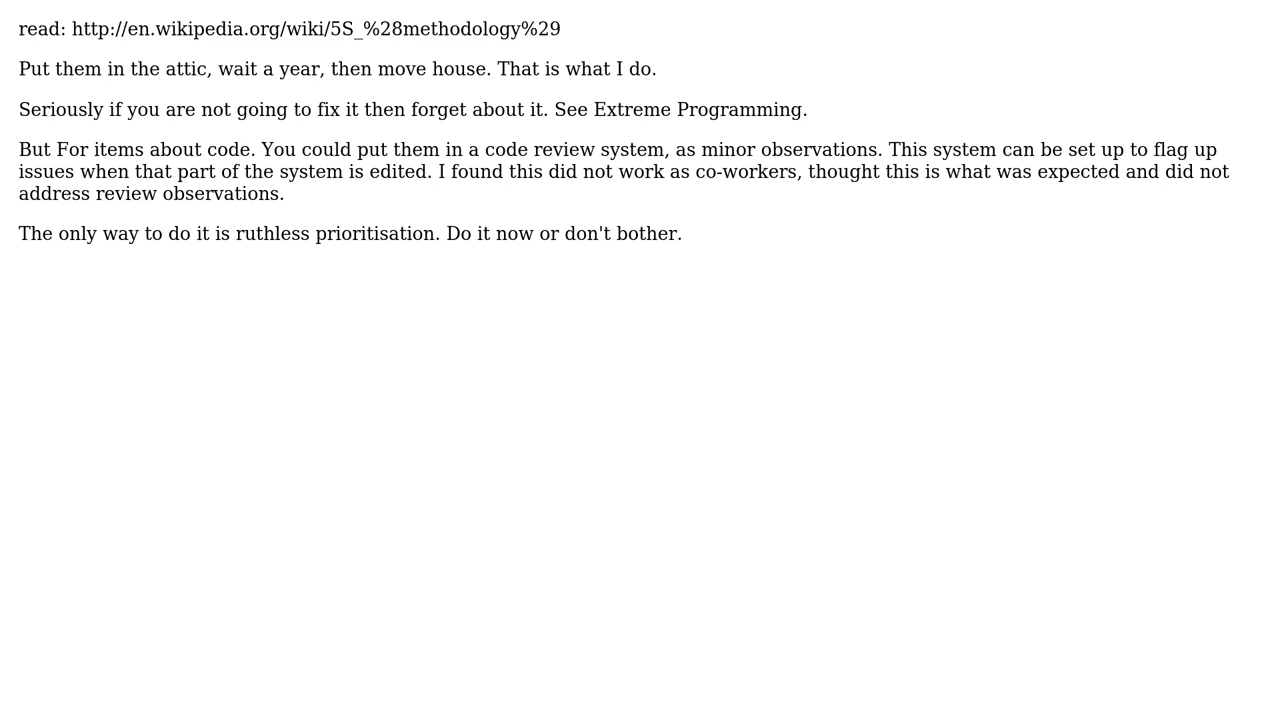 read: http://en.wikipedia.org/wiki/5S_%28methodology%29
Put them in the attic, wait a year, then move house. That is what I do.
Seriously if you are not going to fix it then forget about it. See Extreme Programming.
But For items about code. You could put them in a code review system, as minor observations. This system can be set up to flag up
issues when that part of the system is edited. I found this did not work as co-workers, thought this is what was expected and did not
address review observations.
The only way to do it is ruthless prioritisation. Do it now or don't bother.